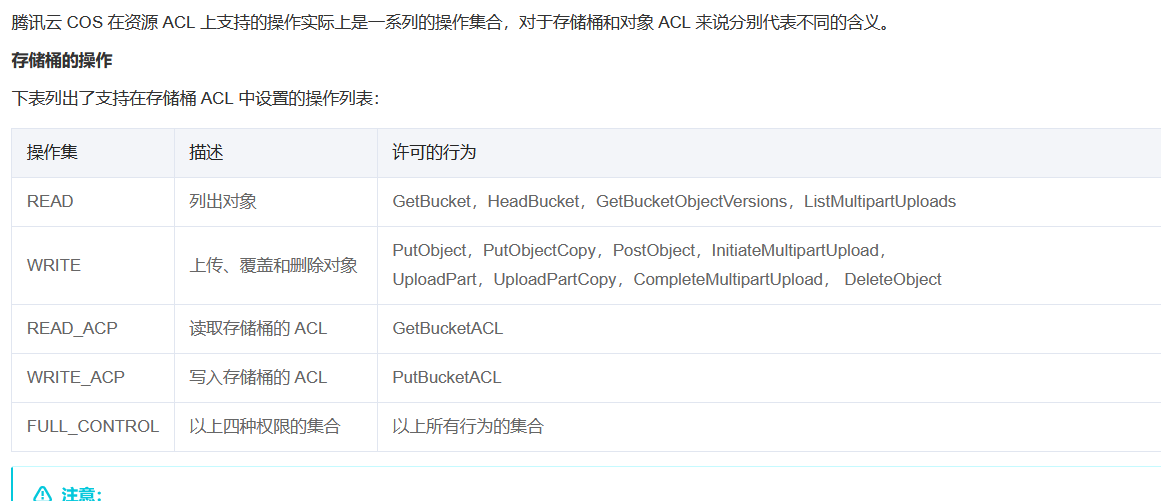 腾讯云 COS 在资源 ACL 上支持的操作实际上是一系列的操作集合，对于存储桶和对象 ACL 来说分别代表不同的含义。
存储桶的操作
下表列出了支持在存储桶 ACL 中设置的操作列表：
操作集 描述 许可的行为
READ 列出对象 GetBucket，HeadBucket，GetBucketObjectVersions，ListMultipartUploads
WRITE 上传、覆盖和删除对象 PutObject，PutObjectCopy，PostObject，InitiateMultipartUpload，
UploadPart，UploadPartCopy，CompleteMultipartUpload， DeleteObject
READ_ACP 读取存储桶的 ACL GetBucketACL
WRITE_ACP 写入存储桶的 ACL PutBucketACL
FULL_CONTROL 以上四种权限的集合 以上所有行为的集合
注意：